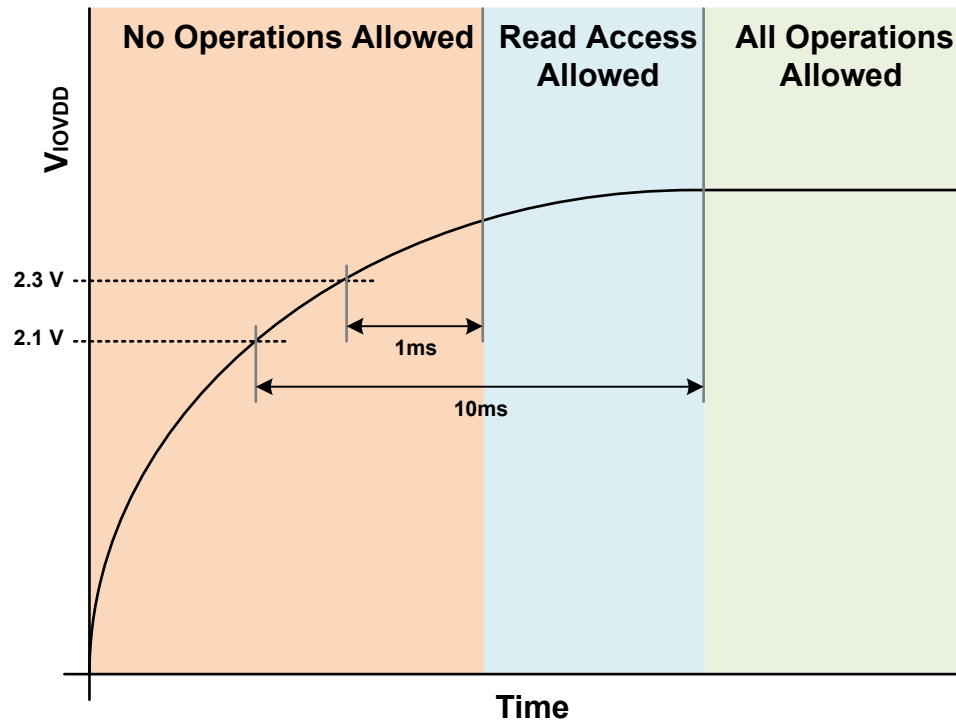 No Operations Allowed
Read Access
Allowed
All Operations
Allowed
VIOVDD
2.3 V
2.1 V
1ms
10ms
Time